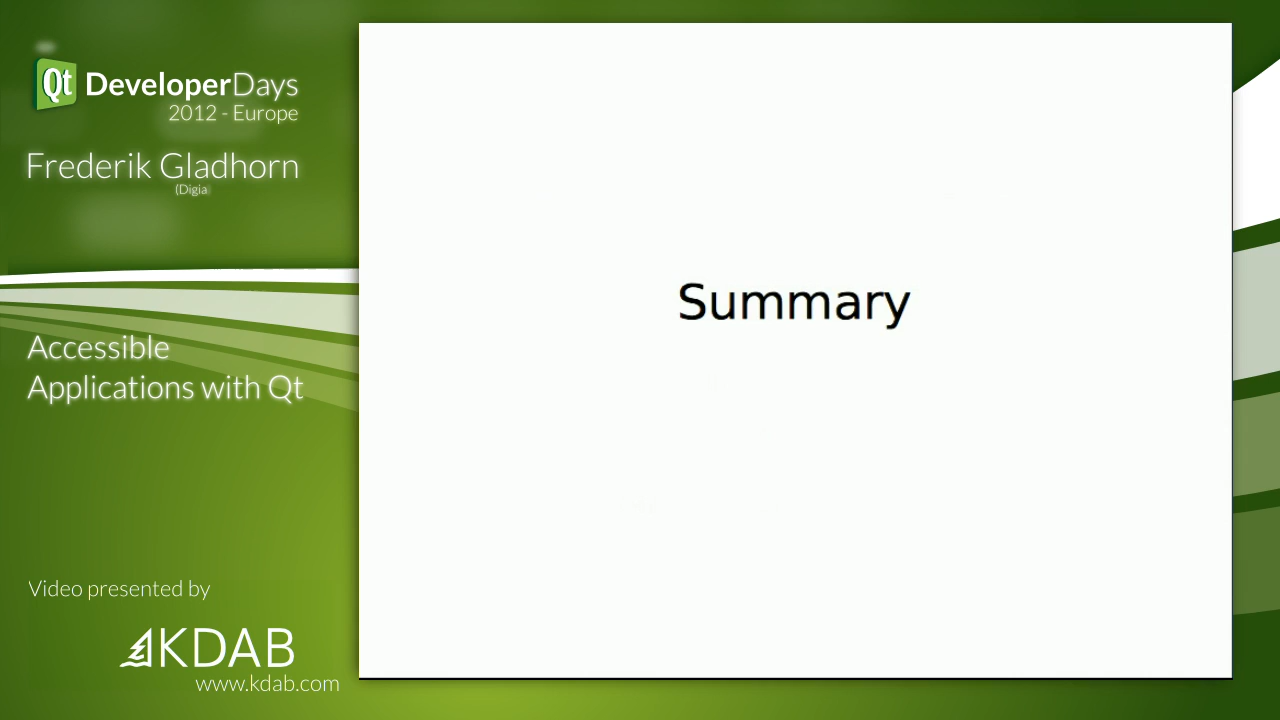 Qt DeveloperDays
2012 - Europe
Frederik Gladhorn
(Digia
Accessible
Applications with Qt
Video presented by
KDAB
www.kdab.com
Summary